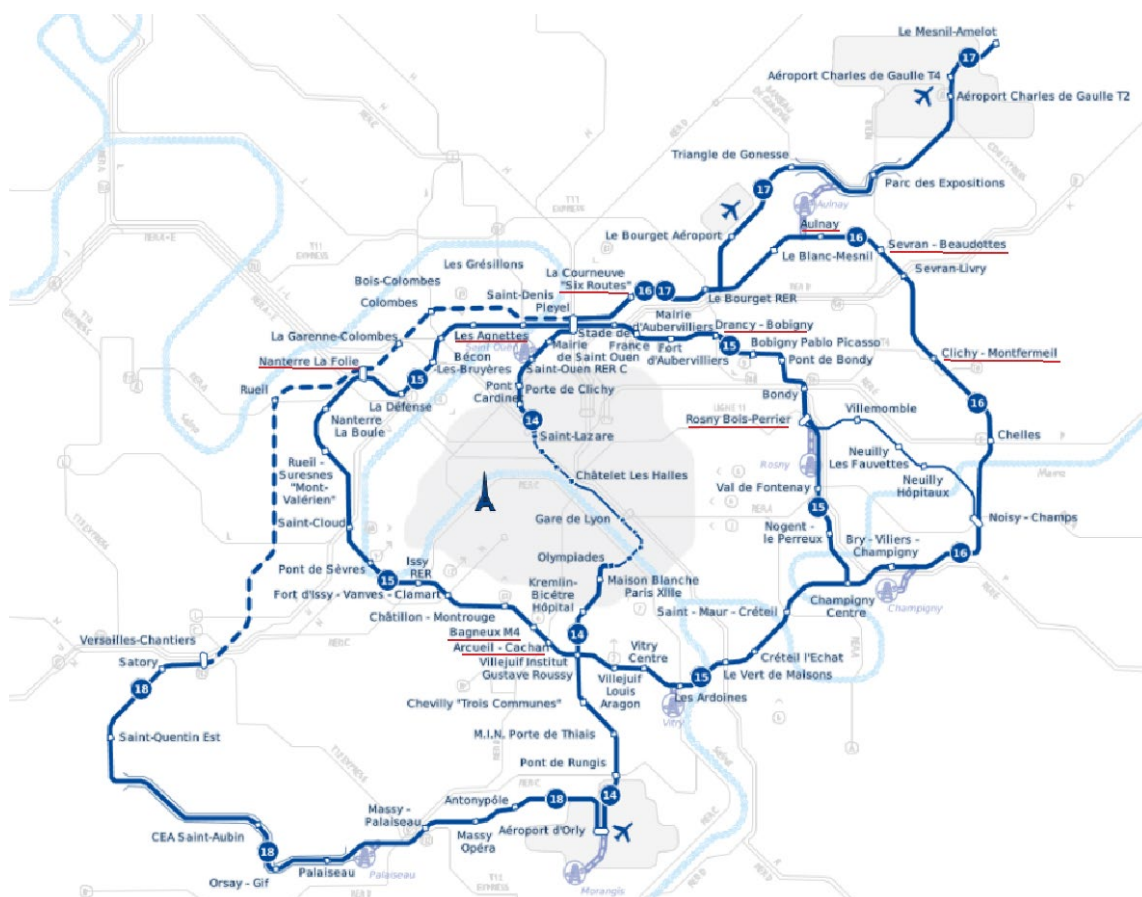 Le Mesnil-Amelot
17
Aéroport Charles de Gaulle T4
Aéroport Charles de Gaulle T2
Triangle de Gonesse
17
Parc des Expositions
Aulnay
Le Bourget Aéroport
Aulnay
16
Sevran - Beaudottes
Le Blanc-Mesnil
Sevran-Livry
Les Grésillons
La Courneuve
"Six Routes"
16
17
Le Bourget RER
Bois-Colombes
Colombes
Saint-Denis
Pleyel
Mairie
d'Aubervilliers
Drancy - Bobigny
La Garenne-Colombes
Les Agnettes
Stade de
France
Fort
d'Aubervilliers
15
Bobigny Pablo Picasso
Pont de Bondy
Clichy - Montfermeil
Saint Ouen
Mairie
de Saint Ouen
Saint-Ouen RER C
Nanterre La Folie
Bécon
-Les-Bruyères
15
Rueil
La Défense
Pont
Cardinet
Porte de Clichy
Bondy
16
Nanterre
La Boule
14
Saint-Lazare
Rosny Bois-Perrier
Villemomble
Chelles
Rueil -
Suresnes
"Mont-
Valérien"
Châtelet Les Halles
Rosny
Neuilly
Les Fauvettes
Neuilly
Hôpitaux
Val de Fontenay
Saint-Cloud
Gare de Lyon
15
Noisy - Champs
Nogent -
le Perreux
Bry - Viliers -
Champigny
16
Pont de Sèvres
15
Issy
RER
Olympiades
Fort d'Issy - Vanves - Clamart
Kremlin-
Bicêtre
Hôpital
Maison Blanche
Paris XIIIe
Champigny
Champigny
Centre
Saint - Maur - Créteil
Châtillon - Montrouge
Bagneux M4
Arcueil - Cachan
14
Versailles-Chantiers
Satory
Villejuif Institut
Gustave Roussy
Vitry
Centre
Créteil l'Echat
Le Vert de Maisons
15
Villejuif
Louis
Aragon
Les Ardoines
Vitry
18
Chevilly "Trois Communes"
Saint-Quentin Est
M.I.N. Porte de Thiais
Pont de Rungis
Antonypôle
18
14
Massy -
Palaiseau
Massy
Opéra
Aéroport d'Orly
CEA Saint-Aubin
18
Orsay - Gif
Palaiseau
Palaiseau
Morangis